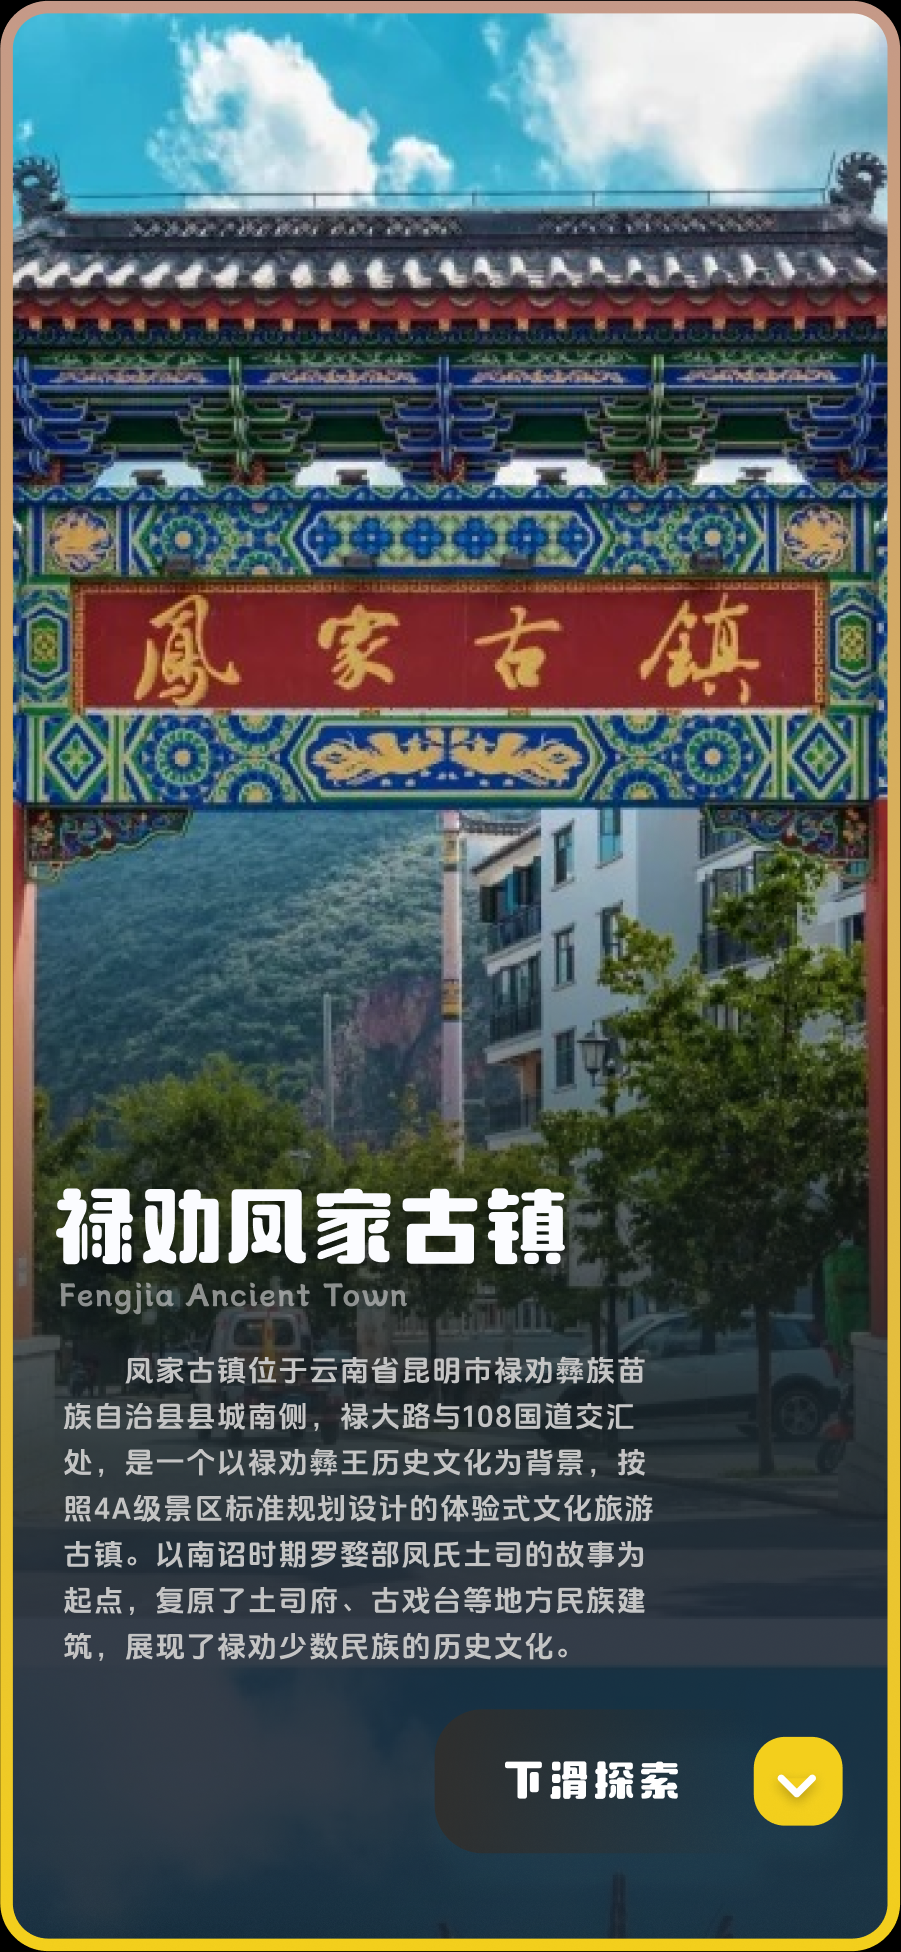 鳳家古鎮
禄劝凤家古镇
Fengjia Ancient Town
凤家古镇位于云南省昆明市禄劝彝族苗
族自治县县城南侧，禄大路与108国道交汇
处，是一个以禄劝彝王历史文化为背景，按
照4A级景区标准规划设计的体验式文化旅游
古镇。以南诏时期罗婺部凤氏土司的故事为
起点，复原了土司府、古戏台等地方民族建
筑，展现了禄劝少数民族的历史文化。
下滑探索